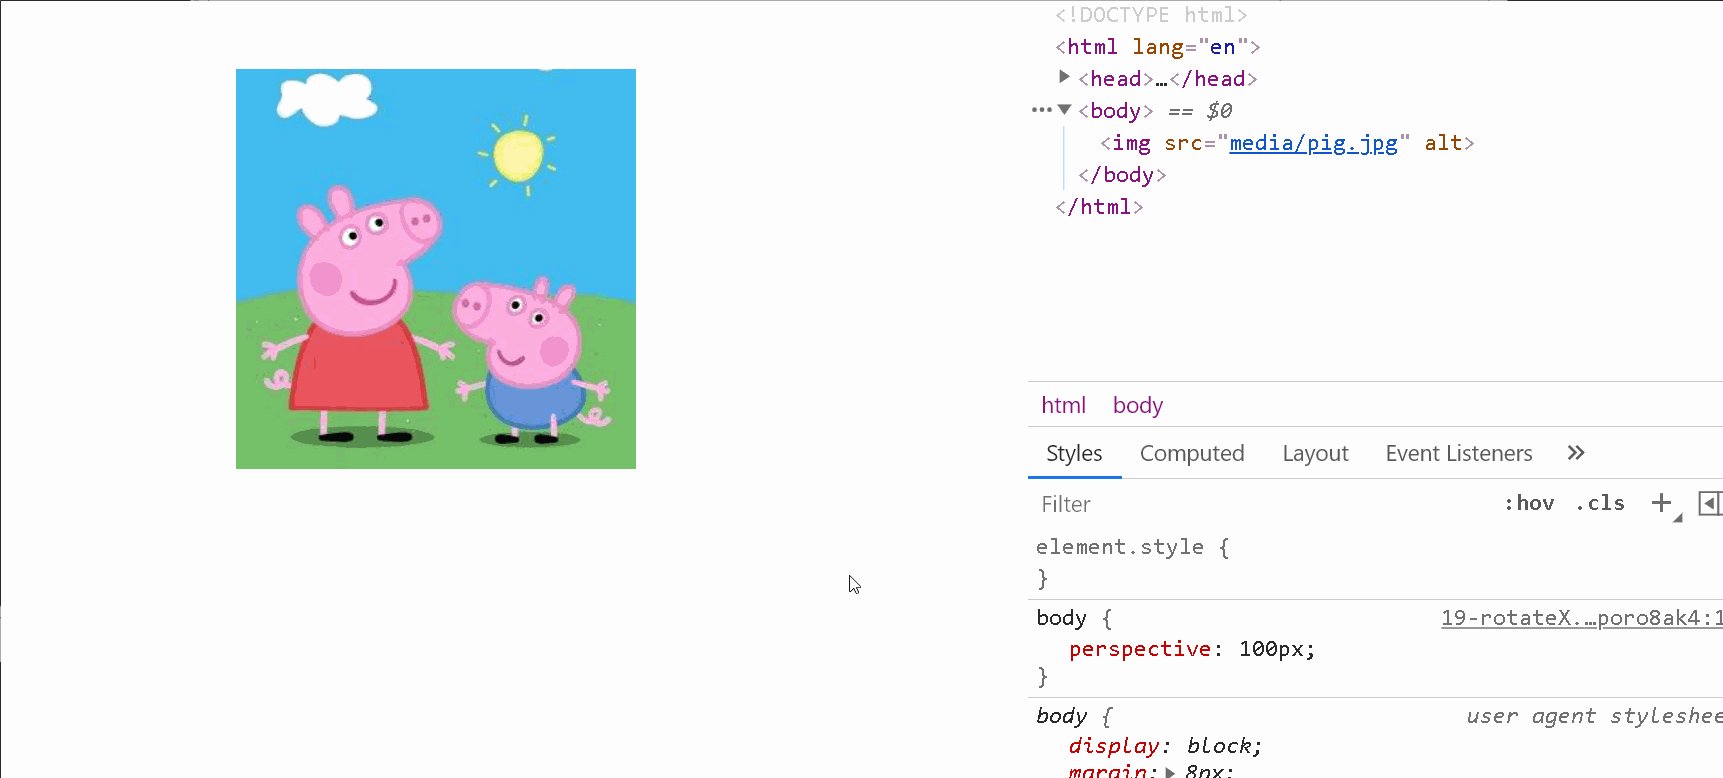 <!DOCTYPE html>
<html lang="en">
<head>…</head>
<body> == $0
<img src="media/pig.jpg" alt>
</body>
</html>
html body
Styles Computed Layout Event Listeners »
Filter :hov .cls +
element.style {
}
body { 19-rotateX.…poro8ak4:1
perspective: 100px;
}
body { user agent styleshee
display: block;
margin: 8px;